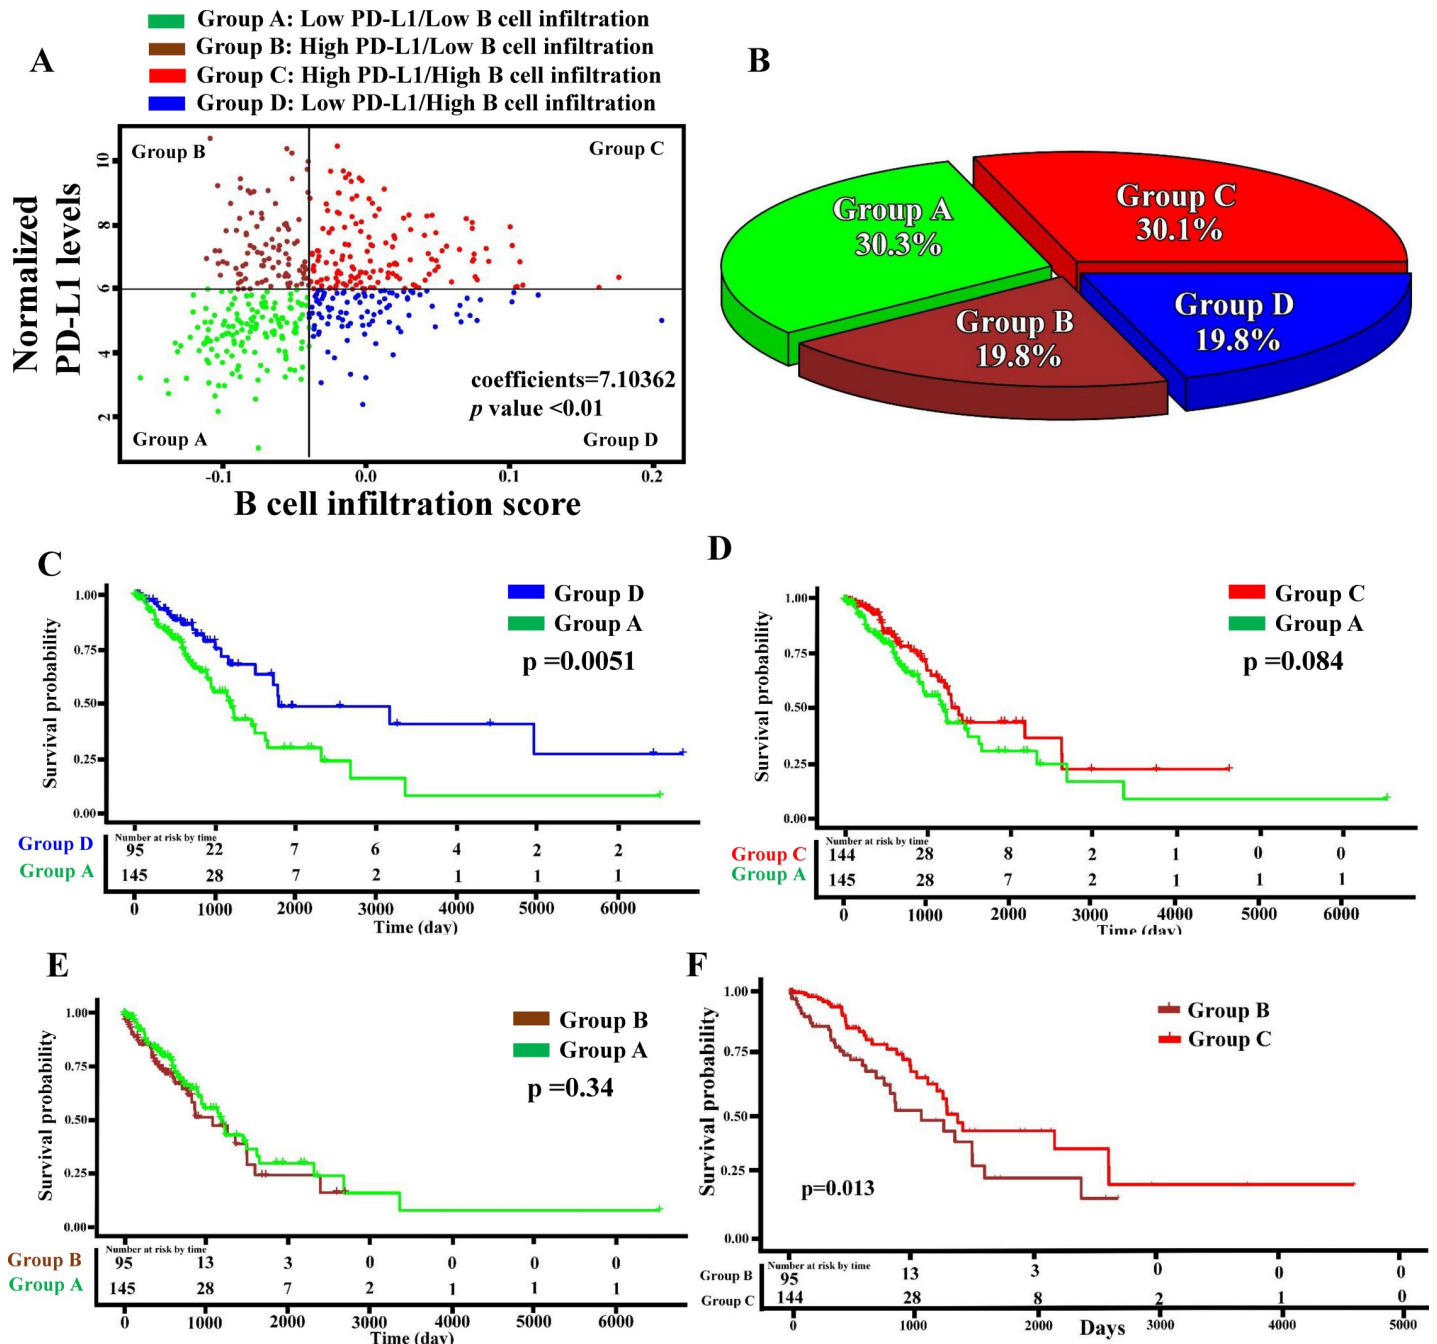 Group A: Low PD-L1/Low B cell infiltration
Group B: High PD-L1/Low B cell infiltration
Group C: High PD-L1/High B cell infiltration
Group D: Low PD-L1/High B cell infiltration
A
Normalized
PD-L1 levels
10
8
6
4
2
Group B
Group C
coefficients=7.10362
p value <0.01
Group A
Group D
-0.1 0.0 0.1 0.2
B cell infiltration score
B
Group A
30.3%
Group C
30.1%
Group B
19.8%
Group D
19.8%
C
Survival probability
1.00
0.75
0.50
0.25
0.00
Group D
Group A
p =0.0051
Number at risk by time
Group D 95 22 7 6 4 2 2
Group A 145 28 7 2 1 1 1
0 1000 2000 3000 4000 5000 6000
Time (day)
D
Survival probability
1.00
0.75
0.50
0.25
0.00
Group C
Group A
p =0.084
Number at risk by time
Group C 144 28 8 2 1 0 0
Group A 145 28 7 2 1 1 1
0 1000 2000 3000 4000 5000 6000
Time (day)
E
Survival probability
1.00
0.75
0.50
0.25
0.00
Group B
Group A
p =0.34
Number at risk by time
Group B 95 13 3 0 0 0 0
Group A 145 28 7 2 1 1 1
0 1000 2000 3000 4000 5000 6000
Time (day)
F
Survival probability
1.00
0.75
0.50
0.25
0.00
Group B
Group C
p=0.013
Number at risk by time
Group B 95 13 3 0 0 0
Group C 144 28 8 2 1 0
0 1000 2000 3000 4000 5000
Days